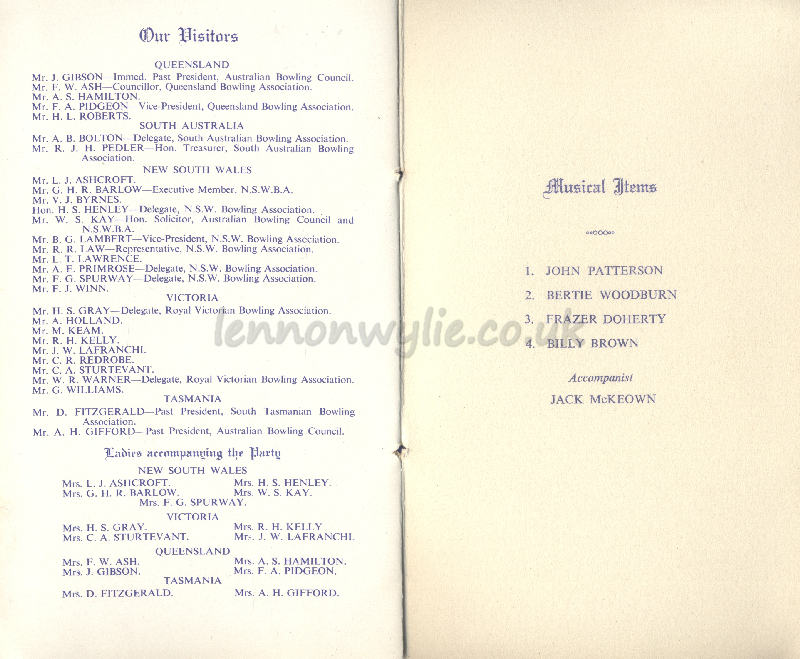 Our Visitors
QUEENSLAND
Mr. J. GIBSON—Immed. Past President, Australian Bowling Council.
Mr. F. W. ASH—Councillor, Queensland Bowling Association.
Mr. A. S. HAMILTON.
Mr. F. A. PIDGEON—Vice-President, Queensland Bowling Association.
Mr. H. L. ROBERTS.
SOUTH AUSTRALIA
Mr. A. B. BOLTON—Delegate, South Australian Bowling Association.
Mr. R. J. H. PEDLER—Hon. Treasurer, South Australian Bowling
Association.
NEW SOUTH WALES
Mr. L. J. ASHCROFT.
Mr. G. H. R. BARLOW—Executive Member, N.S.W.B.A.
Mr. V. J. BYRNES.
Hon. H. S. HENLEY—Delegate, N.S.W. Bowling Association.
Mr. W. S. KAY—Hon. Solicitor, Australian Bowling Council and
N.S.W.B.A.
Mr. B. G. LAMBERT—Vice-President, N.S.W. Bowling Association.
Mr. R. R. LAW—Representative, N.S.W. Bowling Association.
Mr. L. T. LAWRENCE.
Mr. A. E. PRIMROSE—Delegate, N.S.W. Bowling Association.
Mr. F. G. SPURWAY—Delegate, N.S.W. Bowling Association.
Mr. F. J. WINN.
VICTORIA
Mr. H. S. GRAY—Delegate, Royal Victorian Bowling Association.
Mr. A. HOLLAND.
Mr. M. KEAM.
Mr. R. H. KELLY.
Mr. J. W. LAFRANCHI.
Mr. C. R. REDROBE.
Mr. C. A. STURTEVANT.
Mr. W. R. WARNER—Delegate, Royal Victorian Bowling Association.
Mr. G. WILLIAMS.
TASMANIA
Mr. D. FITZGERALD—Past President, South Tasmanian Bowling
Association.
Mr. A. H. GIFFORD—Past President, Australian Bowling Council.
Ladies accompanying the Party
NEW SOUTH WALES
Mrs. L. J. ASHCROFT. Mrs. H. S. HENLEY.
Mrs. G. H. R. BARLOW. Mrs. W. S. KAY.
Mrs. F. G. SPURWAY.
VICTORIA
Mrs. H. S. GRAY. Mrs. R. H. KELLY
Mrs. C. A. STURTEVANT. Mrs. J. W. LAFRANCHI.
QUEENSLAND
Mrs. F. W. ASH. Mrs. A. S. HAMILTON.
Mrs. J. GIBSON. Mrs. F. A. PIDGEON.
TASMANIA
Mrs. D. FITZGERALD. Mrs. A. H. GIFFORD.
Musical Items
1. JOHN PATTERSON
2. BERTIE WOODBURN
3. FRAZER DOHERTY
4. BILLY BROWN
Accompanist
JACK McKEOWN
lennonwylie.co.uk